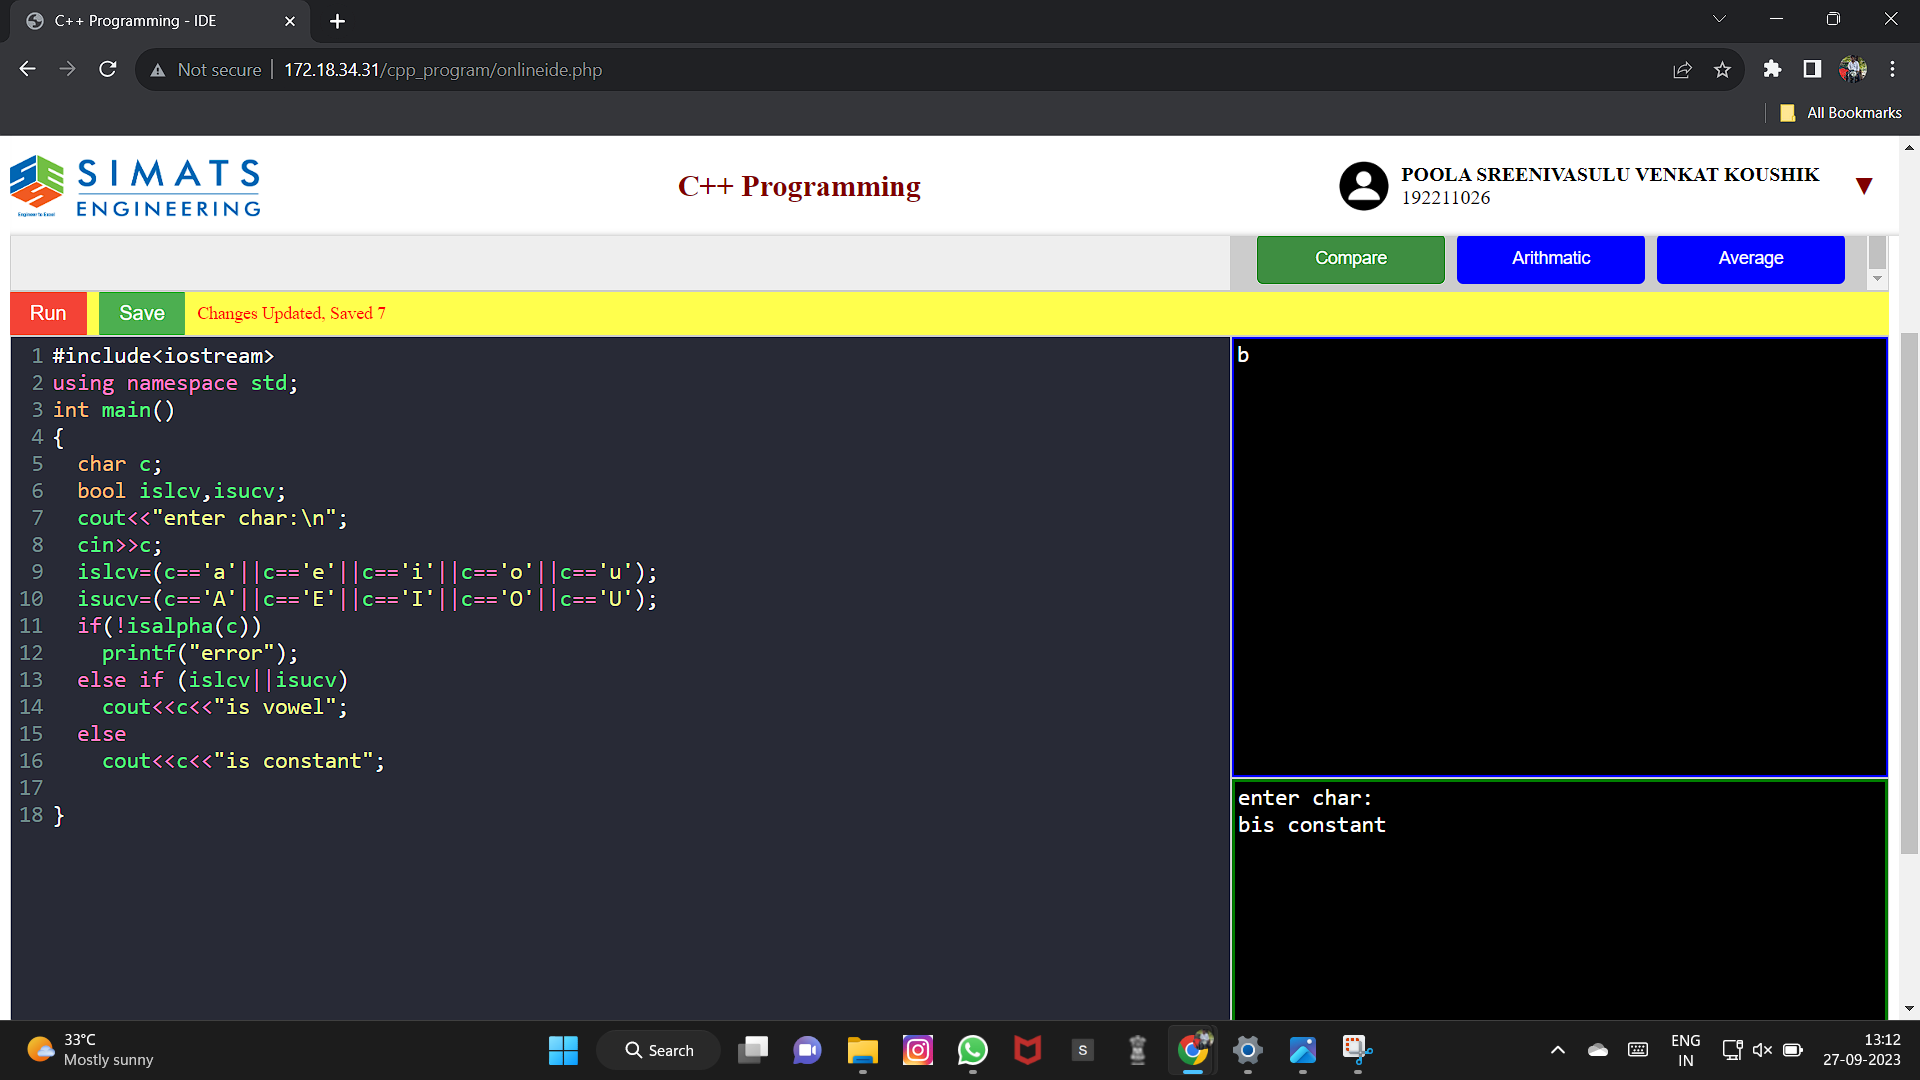 C++ Programming - IDE
Not secure 172.18.34.31/cpp_program/onlineide.php
All Bookmarks
SIMATS
ENGINEERING
Engineer to Excel
C++ Programming
POOLA SREENIVASULU VENKAT KOUSHIK
192211026
Compare Arithmatic Average
Run Save Changes Updated, Saved 7
1 #include<iostream>
2 using namespace std;
3 int main()
4 {
5 char c;
6 bool islcv,isucv;
7 cout<<"enter char:\n";
8 cin>>c;
9 islcv=(c=='a'||c=='e'||c=='i'||c=='o'||c=='u');
10 isucv=(c=='A'||c=='E'||c=='I'||c=='O'||c=='U');
11 if(!isalpha(c))
12 printf("error");
13 else if (islcv||isucv)
14 cout<<c<<"is vowel";
15 else
16 cout<<c<<"is constant";
17
18 }
b
enter char:
bis constant
33°C
Mostly sunny
Search
S
ENG
IN
13:12
27-09-2023